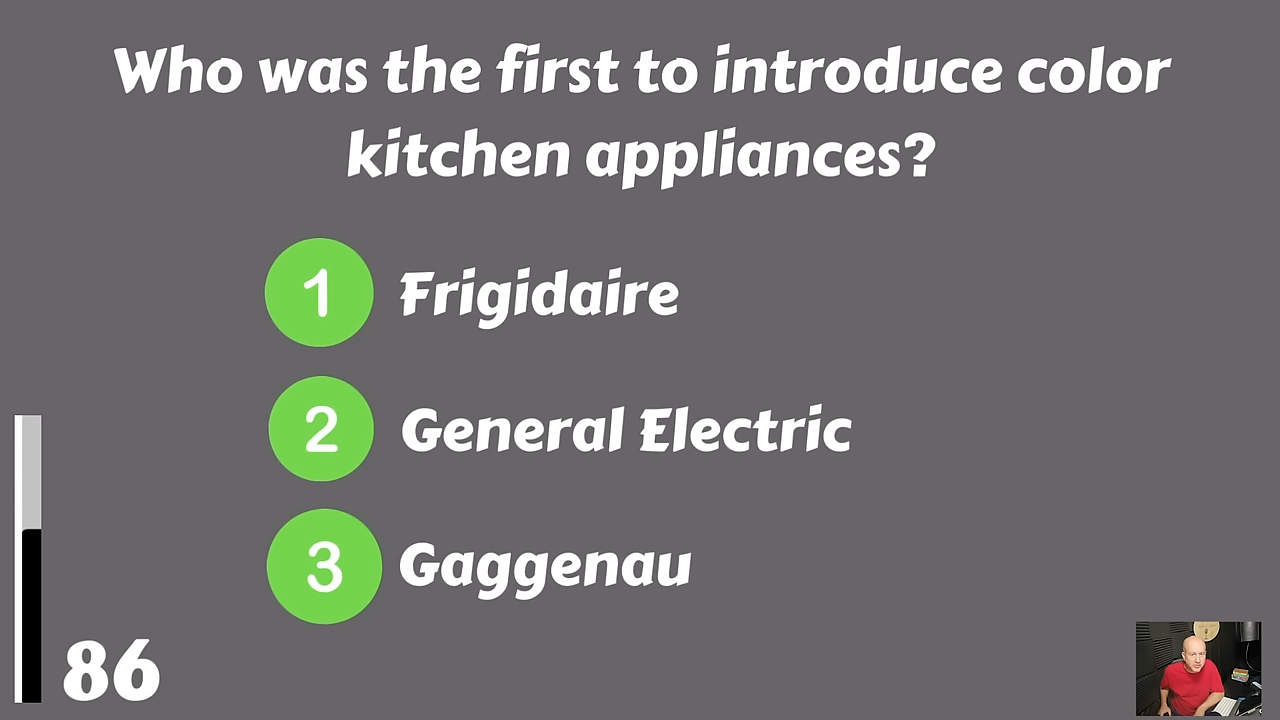 Who was the first to introduce color
kitchen appliances?
1 Frigidaire
2 General Electric
3 Gaggenau
86